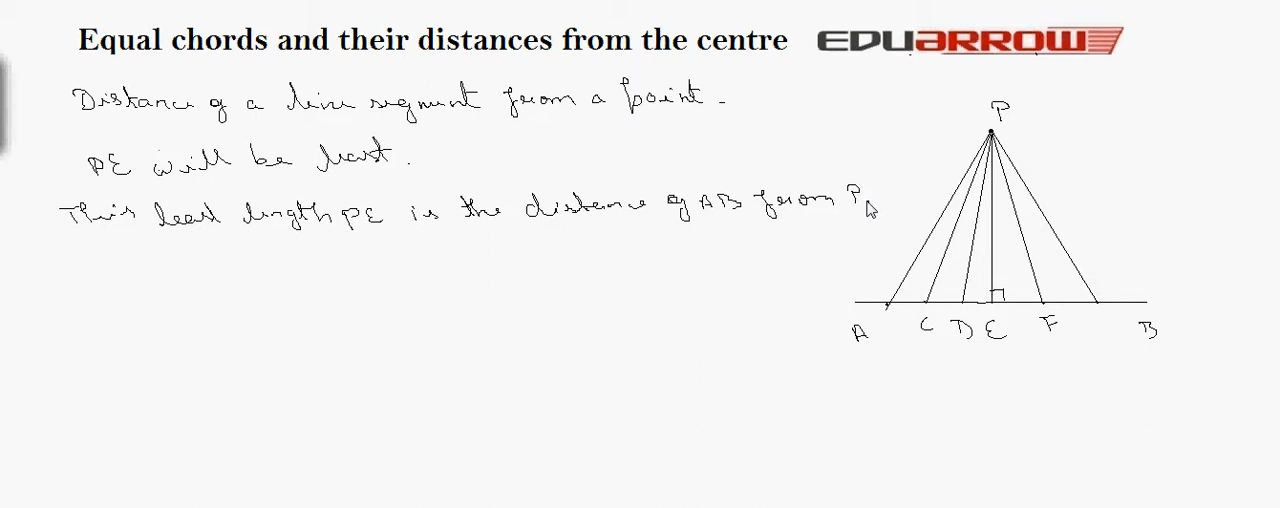 Equal chords and their distances from the centre EDUARROW
Distance of a line segment from a point.
PE will be least.
This least length PE is the distance of AB from P
P
A C D E F B